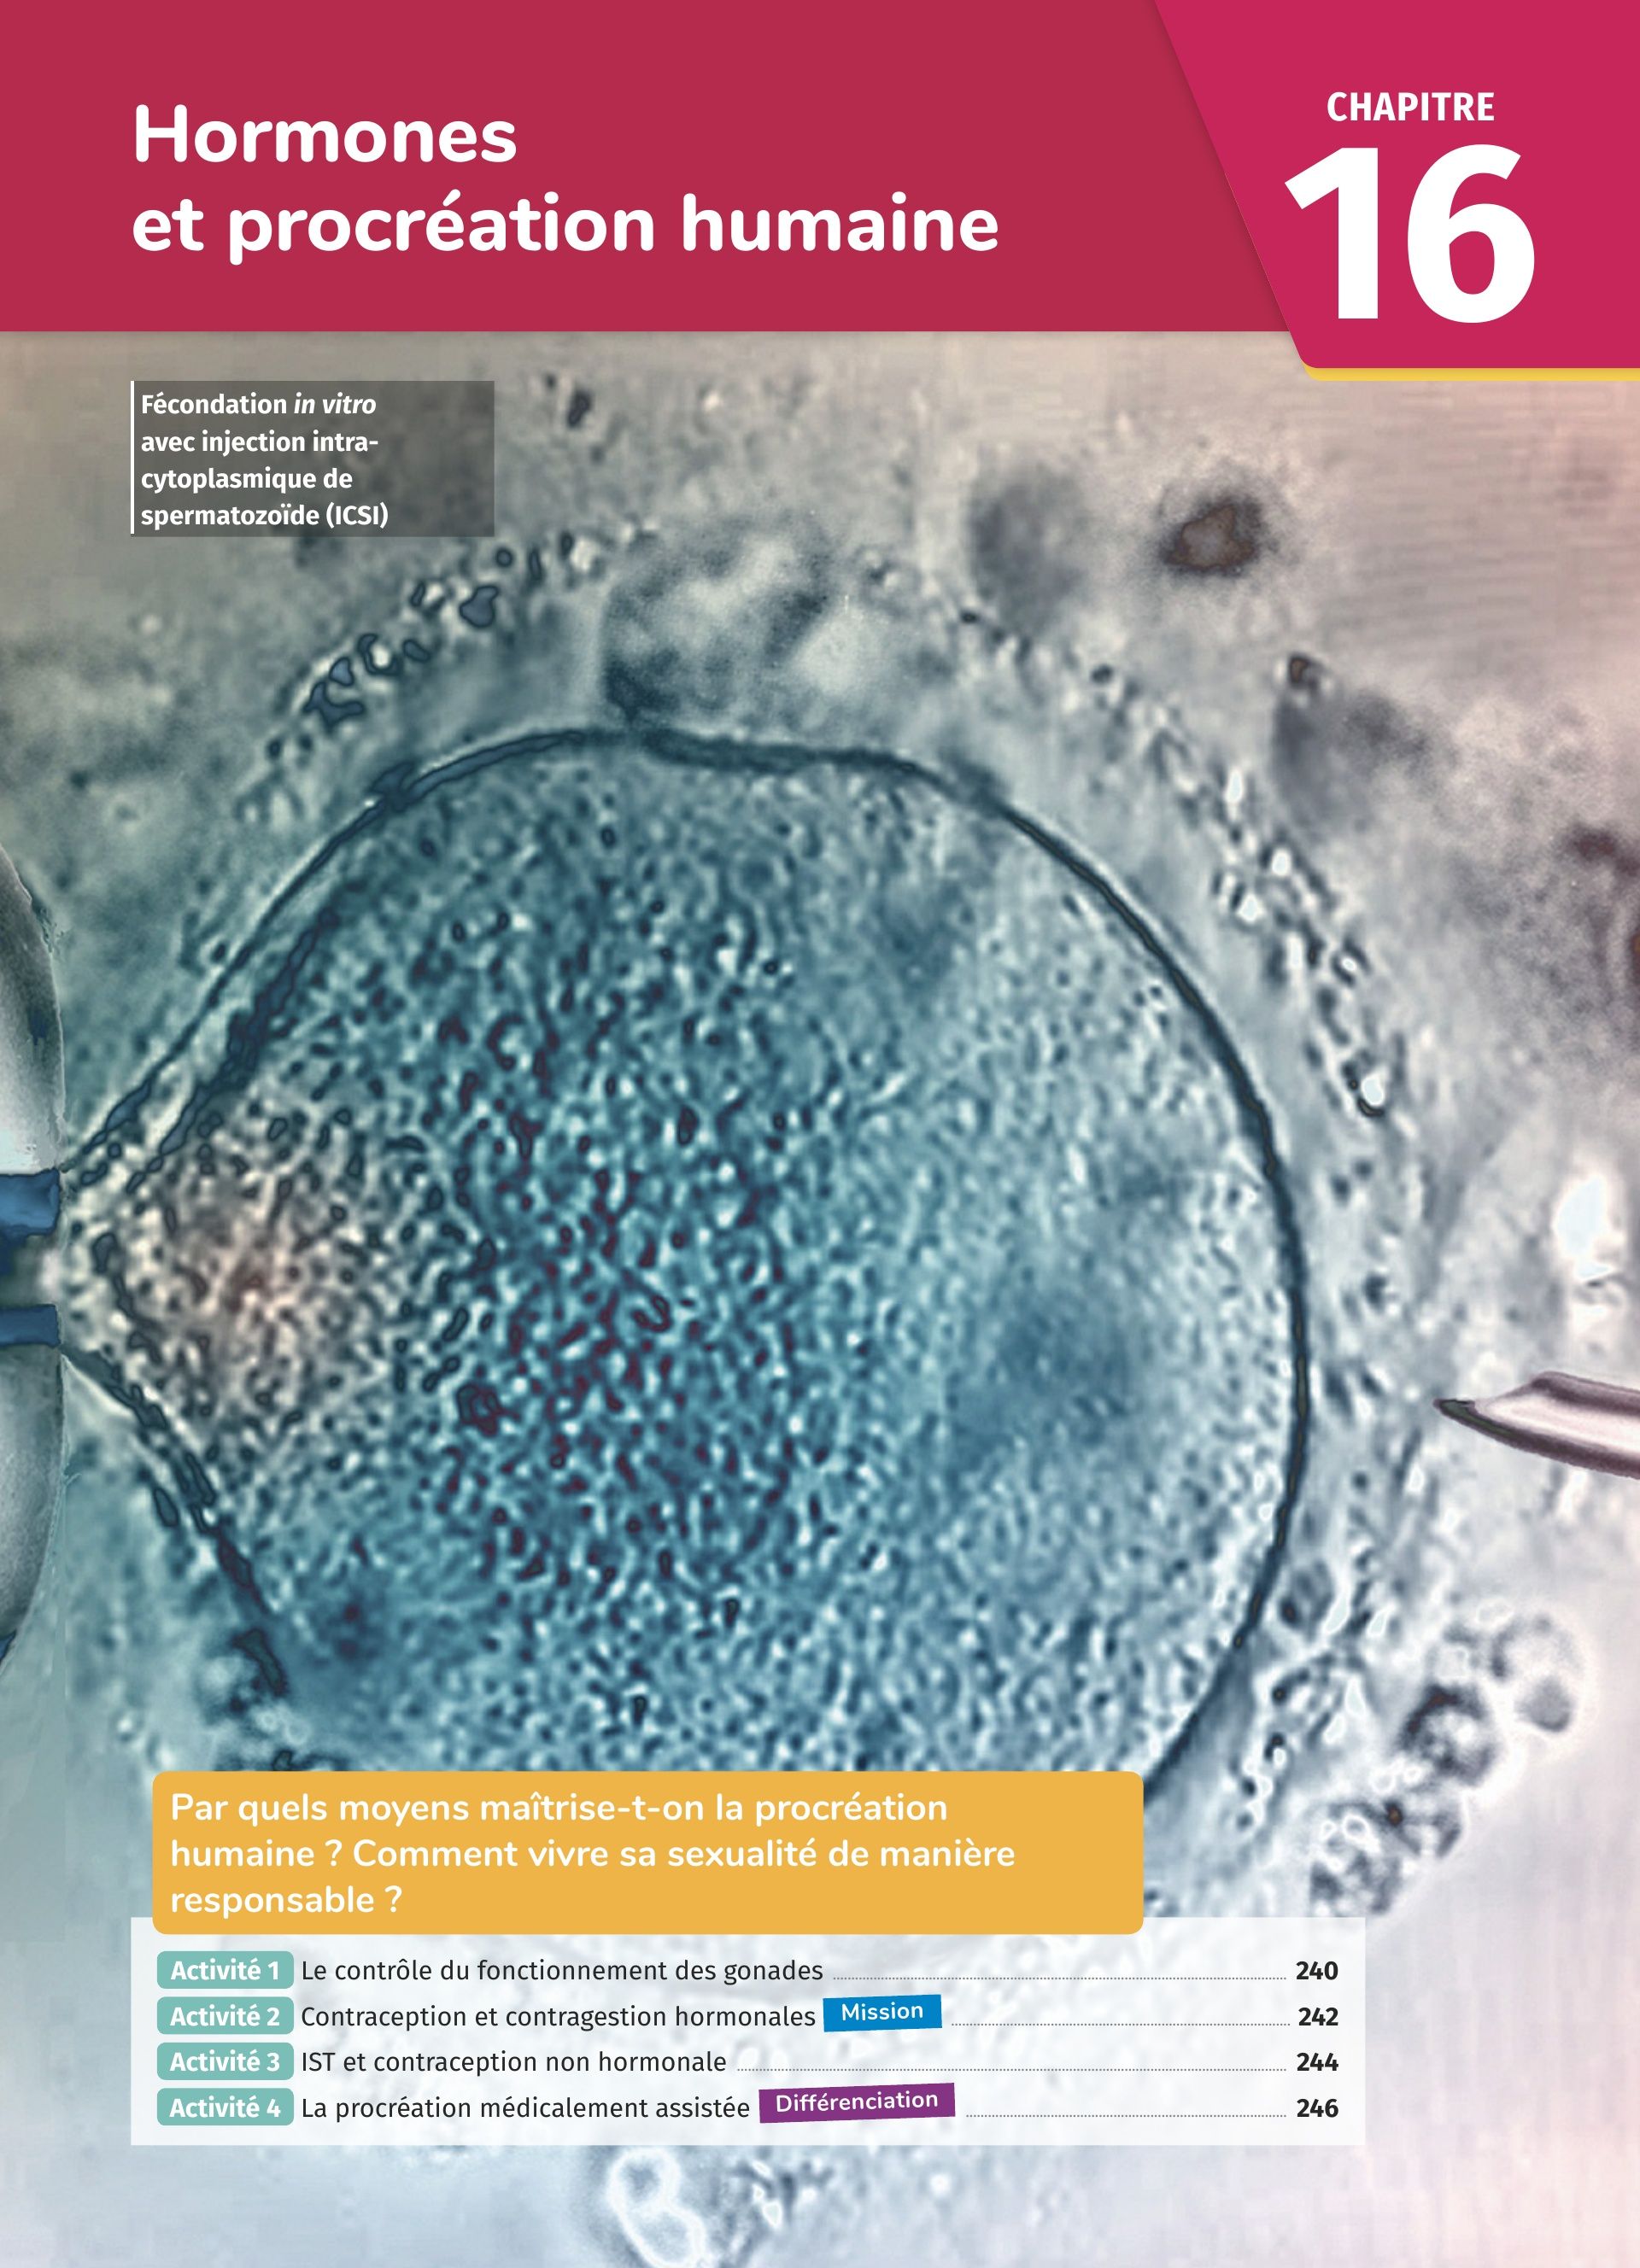 Hormones
et procréation humaine
CHAPITRE
16
Fécondation in vitro
avec injection intra-
cytoplasmique de
spermatozoïde (ICSI)
Par quels moyens maîtrise-t-on la procréation
humaine ? Comment vivre sa sexualité de manière
responsable ?
Activité 1 Le contrôle du fonctionnement des gonades 240
Activité 2 Contraception et contragestion hormonales Mission 242
Activité 3 IST et contraception non hormonale 244
Activité 4 La procréation médicalement assistée Différenciation 246